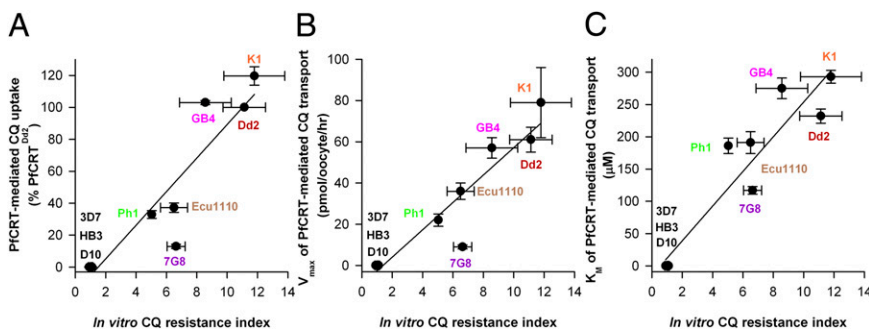 A
PfCRT-mediated CQ uptake
(% PfCRT Dd2)
120
100
80
60
40
20
0
K1
GB4
Dd2
Ph1
Ecu1110
3D7
HB3
D10
7G8
0 2 4 6 8 10 12 14
In vitro CQ resistance index
B
Vmax of PfCRT-mediated CQ transport
(pmol/oocyte/hr)
100
80
60
40
20
0
K1
GB4
Dd2
Ecu1110
Ph1
3D7
HB3
D10
7G8
0 2 4 6 8 10 12 14
In vitro CQ resistance index
C
KM of PfCRT-mediated CQ transport
(µM)
300
250
200
150
100
50
0
K1
GB4
Dd2
Ph1
Ecu1110
7G8
3D7
HB3
D10
0 2 4 6 8 10 12 14
In vitro CQ resistance index